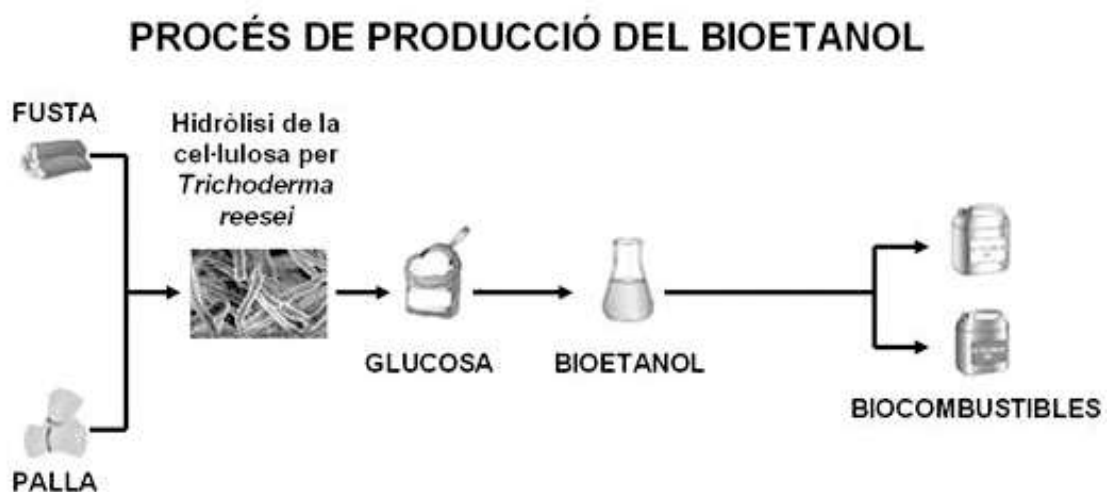 PROCÉS DE PRODUCCIÓ DEL BIOETANOL
FUSTA
Hidròlisi de la
cel·lulosa per
Trichoderma
reesei
GLUCOSA
BIOETANOL
BIOCOMBUSTIBLES
PALLA